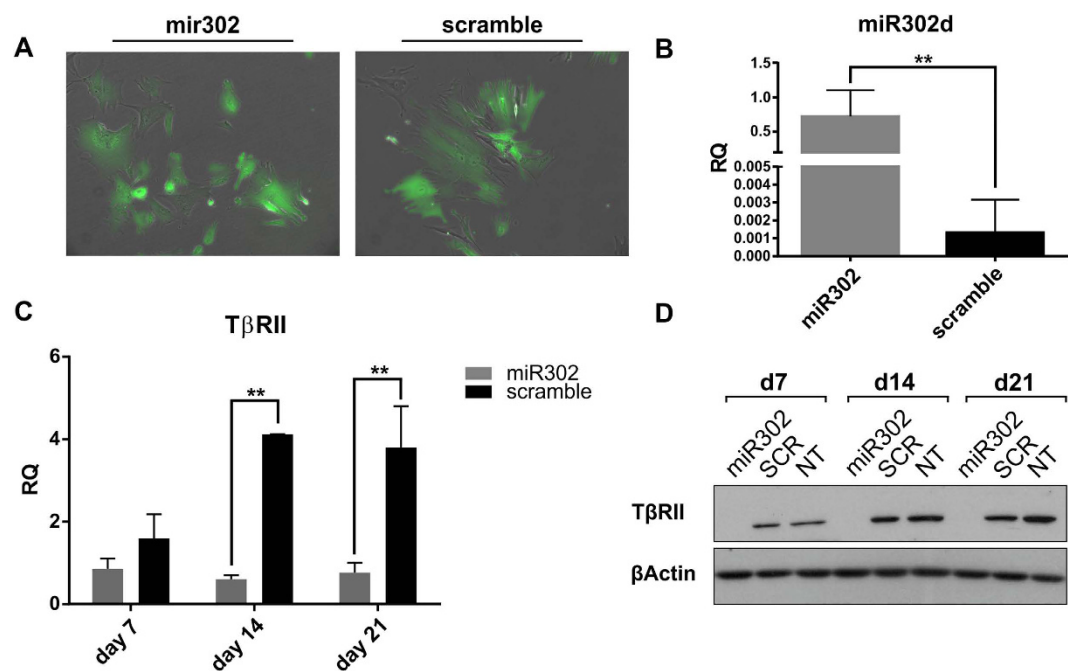 A
mir302
scramble
B
miR302d
**
RQ
1.5
1.0
0.5
0.005
0.004
0.003
0.002
0.001
0.000
miR302
scramble
C
TβRII
RQ
6
4
2
0
**
**
miR302
scramble
day 7
day 14
day 21
D
d7 d14 d21
miR302 SCR NT miR302 SCR NT miR302 SCR NT
TβRII
βActin